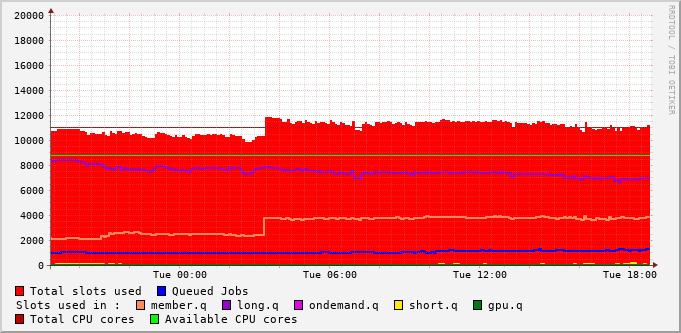 20000
18000
16000
14000
12000
10000
8000
6000
4000
2000
0
Tue 00:00 Tue 06:00 Tue 12:00 Tue 18:00
RRDTOOL / TOBI OETIKER
Total slots used Queued Jobs
Slots used in : member.q long.q ondemand.q short.q gpu.q
Total CPU cores Available CPU cores